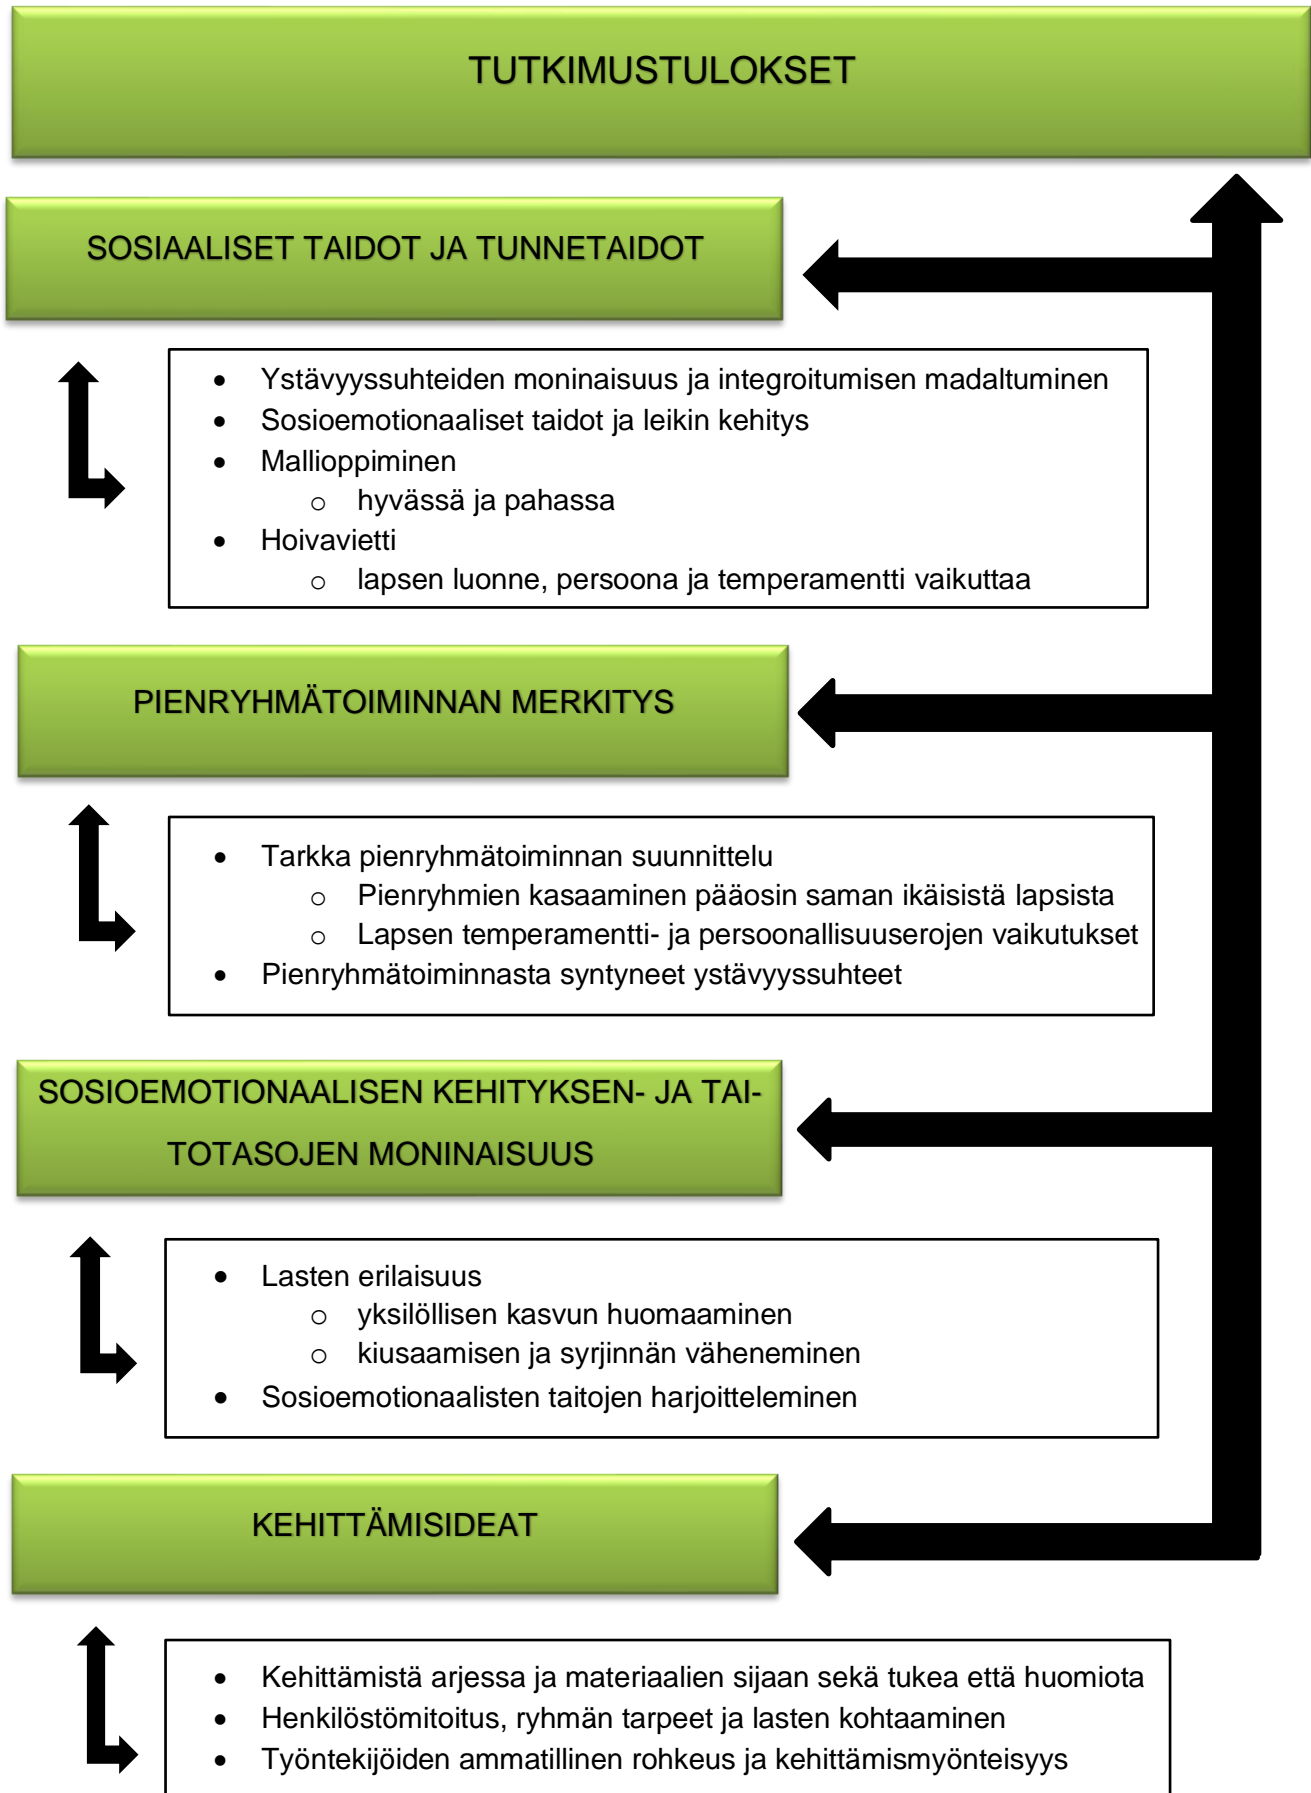 TUTKIMUSTULOKSET
SOSIAALISET TAIDOT JA TUNNETAIDOT
• Ystävyyssuhteiden moninaisuus ja integroitumisen madaltuminen
• Sosioemotionaaliset taidot ja leikin kehitys
• Mallioppiminen
o hyvässä ja pahassa
• Hoivavietti
o lapsen luonne, persoona ja temperamentti vaikuttaa
PIENRYHMÄTOIMINNAN MERKITYS
• Tarkka pienryhmätoiminnan suunnittelu
o Pienryhmien kasaaminen pääosin saman ikäisistä lapsista
o Lapsen temperamentti- ja persoonallisuuserojen vaikutukset
• Pienryhmätoiminnasta syntyneet ystävyyssuhteet
SOSIOEMOTIONAALISEN KEHITYKSEN- JA TAI-
TOTASOJEN MONINAISUUS
• Lasten erilaisuus
o yksilöllisen kasvun huomaaminen
o kiusaamisen ja syrjinnän väheneminen
• Sosioemotionaalisten taitojen harjoitteleminen
KEHITTÄMISIDEAT
• Kehittämistä arjessa ja materiaalien sijaan sekä tukea että huomiota
• Henkilöstömitoitus, ryhmän tarpeet ja lasten kohtaaminen
• Työntekijöiden ammatillinen rohkeus ja kehittämismyönteisyys